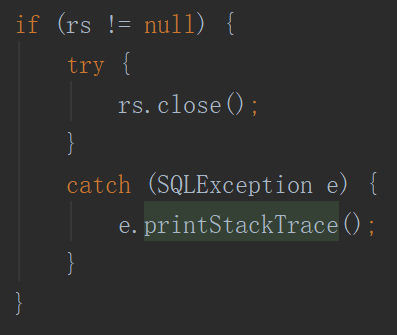 if (rs != null) {
    try {
        rs.close();
    }
    catch (SQLException e) {
        e.printStackTrace();
    }
}